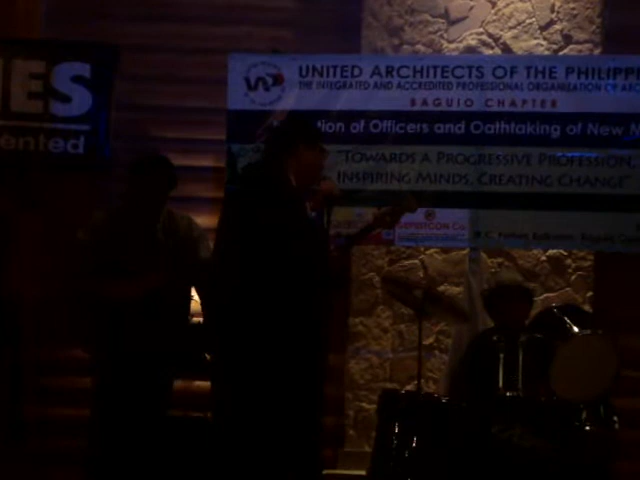 ES
ented
UNITED ARCHITECTS OF THE PHILIPP
THE INTEGRATED AND ACCREDITED PROFESSIONAL ORGANIZATION OF
BAGUIO CHAPTER
tion of Officers and Oathtaking of New
"TOWARDS A PROGRESSIVE PROFESSION,
INSPIRING MINDS, CREATING CHANGE"